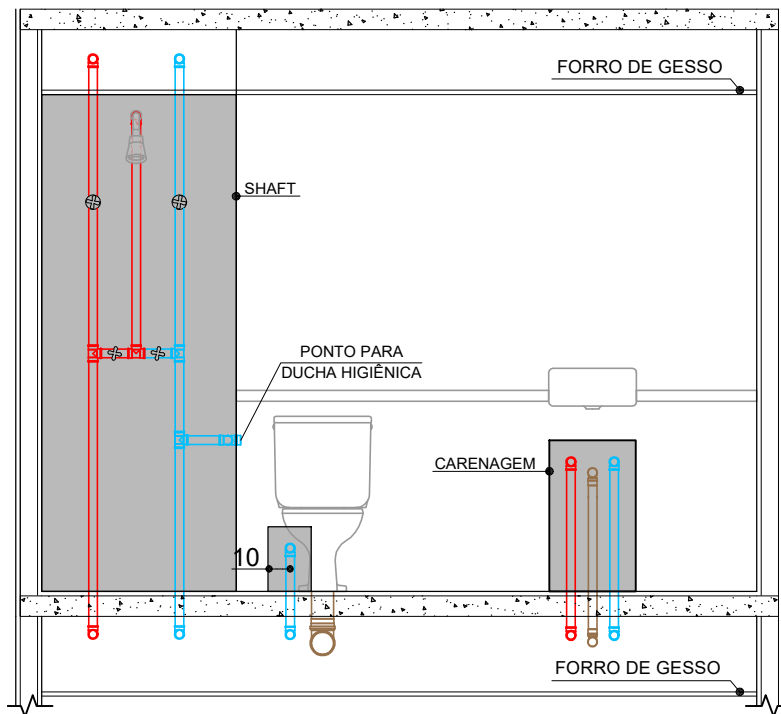 FORRO DE GESSO
SHAFT
PONTO PARA
DUCHA HIGIÊNICA
CARENAGEM
10
FORRO DE GESSO